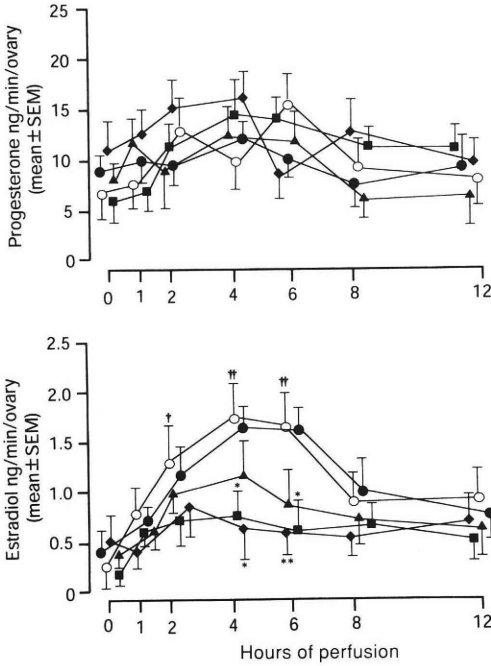 Progesterone ng/min/ovary
(mean±SEM)
25
20
15
10
5
0
0 1 2 4 6 8 12
Estradiol ng/min/ovary
(mean±SEM)
2.5
2.0
1.5
1.0
0.5
0
† †† ††
* *
* **
0 1 2 4 6 8 12
Hours of perfusion